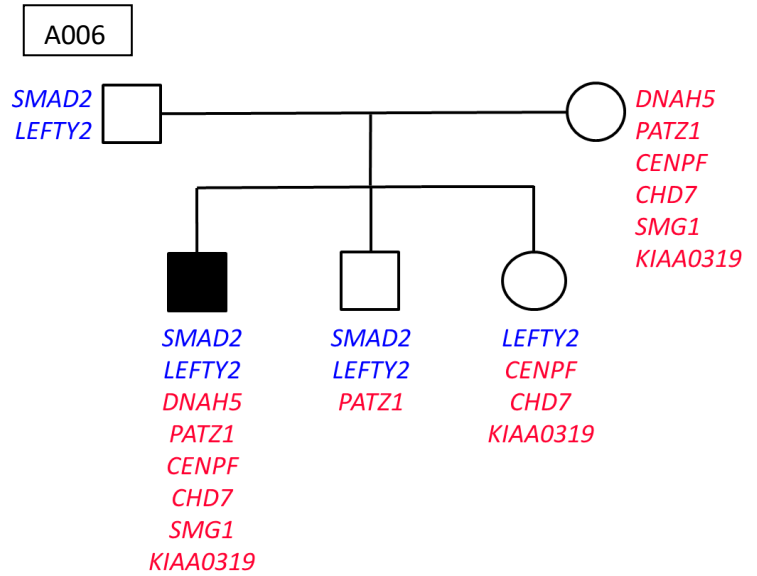 A006
SMAD2
LEFTY2
DNAH5
PATZ1
CENPF
CHD7
SMG1
KIAA0319
SMAD2
LEFTY2
DNAH5
PATZ1
CENPF
CHD7
SMG1
KIAA0319
SMAD2
LEFTY2
PATZ1
LEFTY2
CENPF
CHD7
KIAA0319